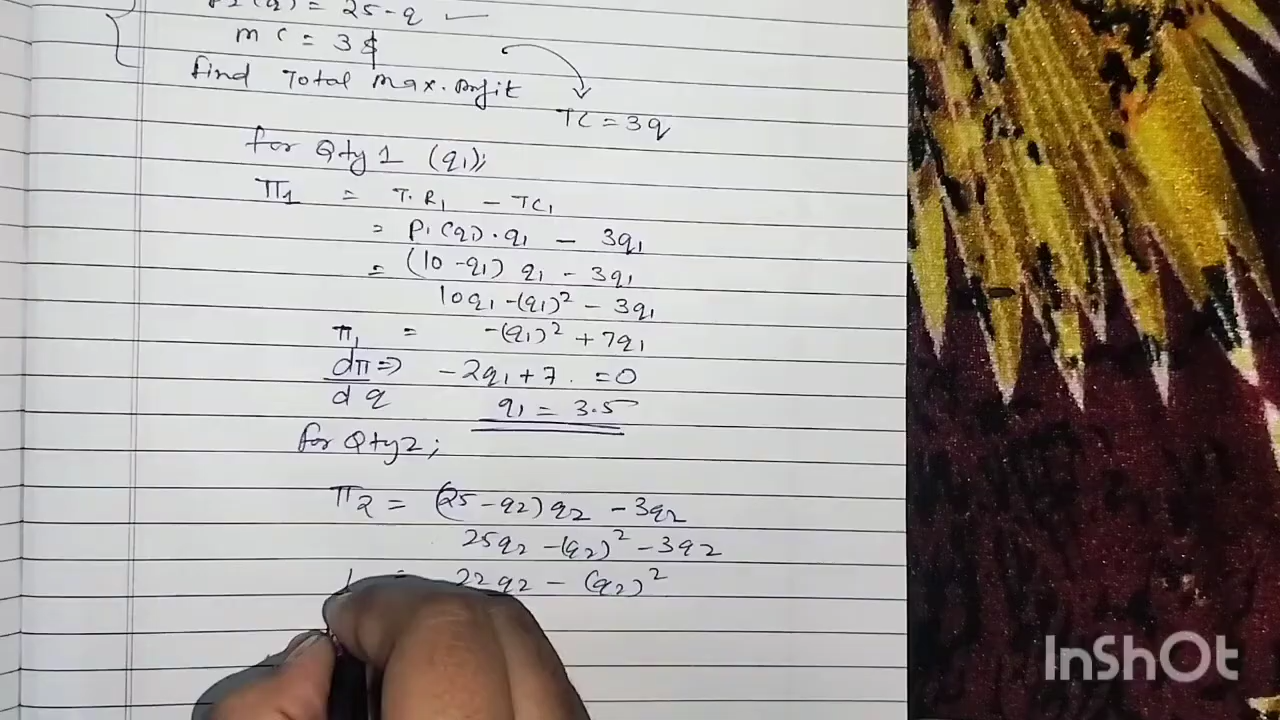 P2(q) = 25-q ✓
mc = 3$
find Total max. profit
TC = 3q
for Qty 1 (q1);
π1 = T.R1 - TC1
= P1(q1).q1 - 3q1
= (10-q1) q1 - 3q1
10q1 - (q1)² - 3q1
π1 = -(q1)² + 7q1
dπ/dq => -2q1 + 7. = 0
q1 = 3.5
for Qty 2;
π2 = (25-q2)q2 - 3q2
25q2 - (q2)² - 3q2
= 22q2 - (q2)²
InShOt